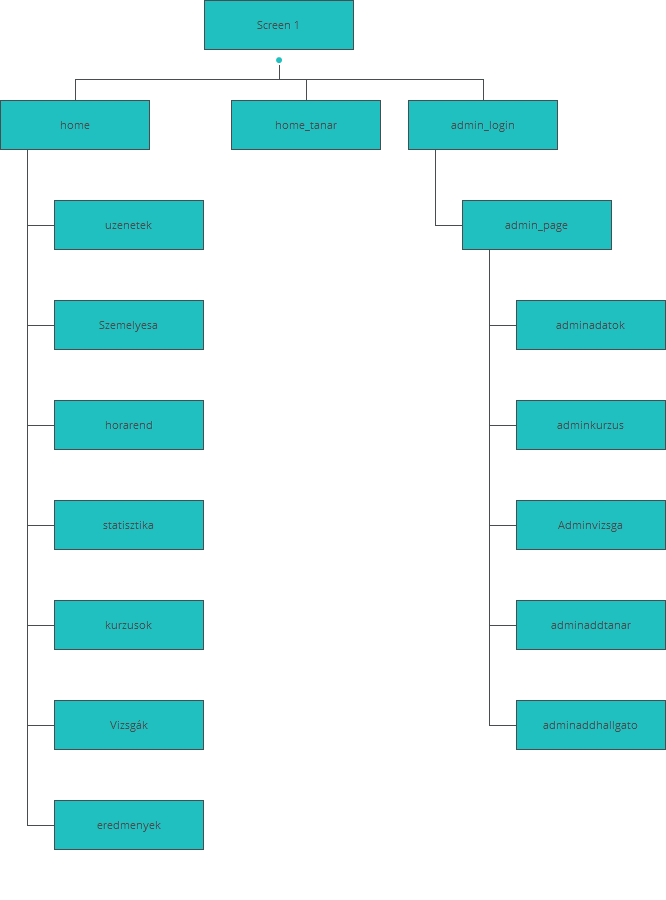 Screen 1
home
home_tanar
admin_login
uzenetek
admin_page
Szemelyesa
adminadatok
horarend
adminkurzus
statisztika
Adminvizsga
kurzusok
adminaddtanar
Vizsgák
adminaddhallgato
eredmenyek